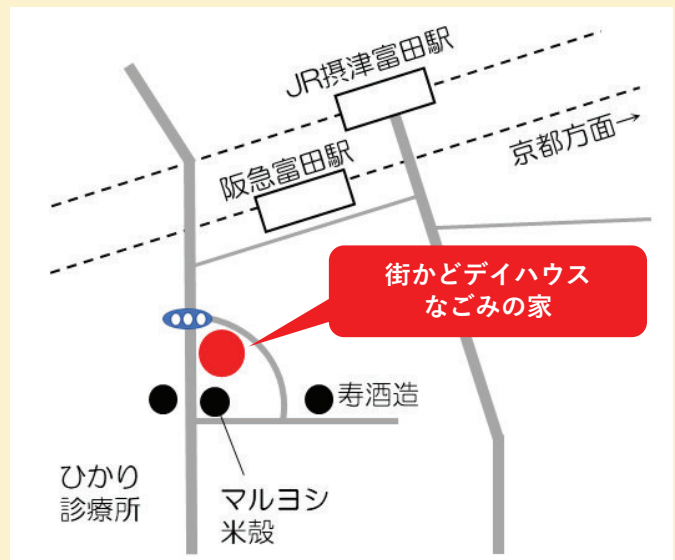 JR摂津富田駅
阪急富田駅
京都方面→
街かどデイハウス
なごみの家
寿酒造
ひかり
診療所
マルヨシ
米殻